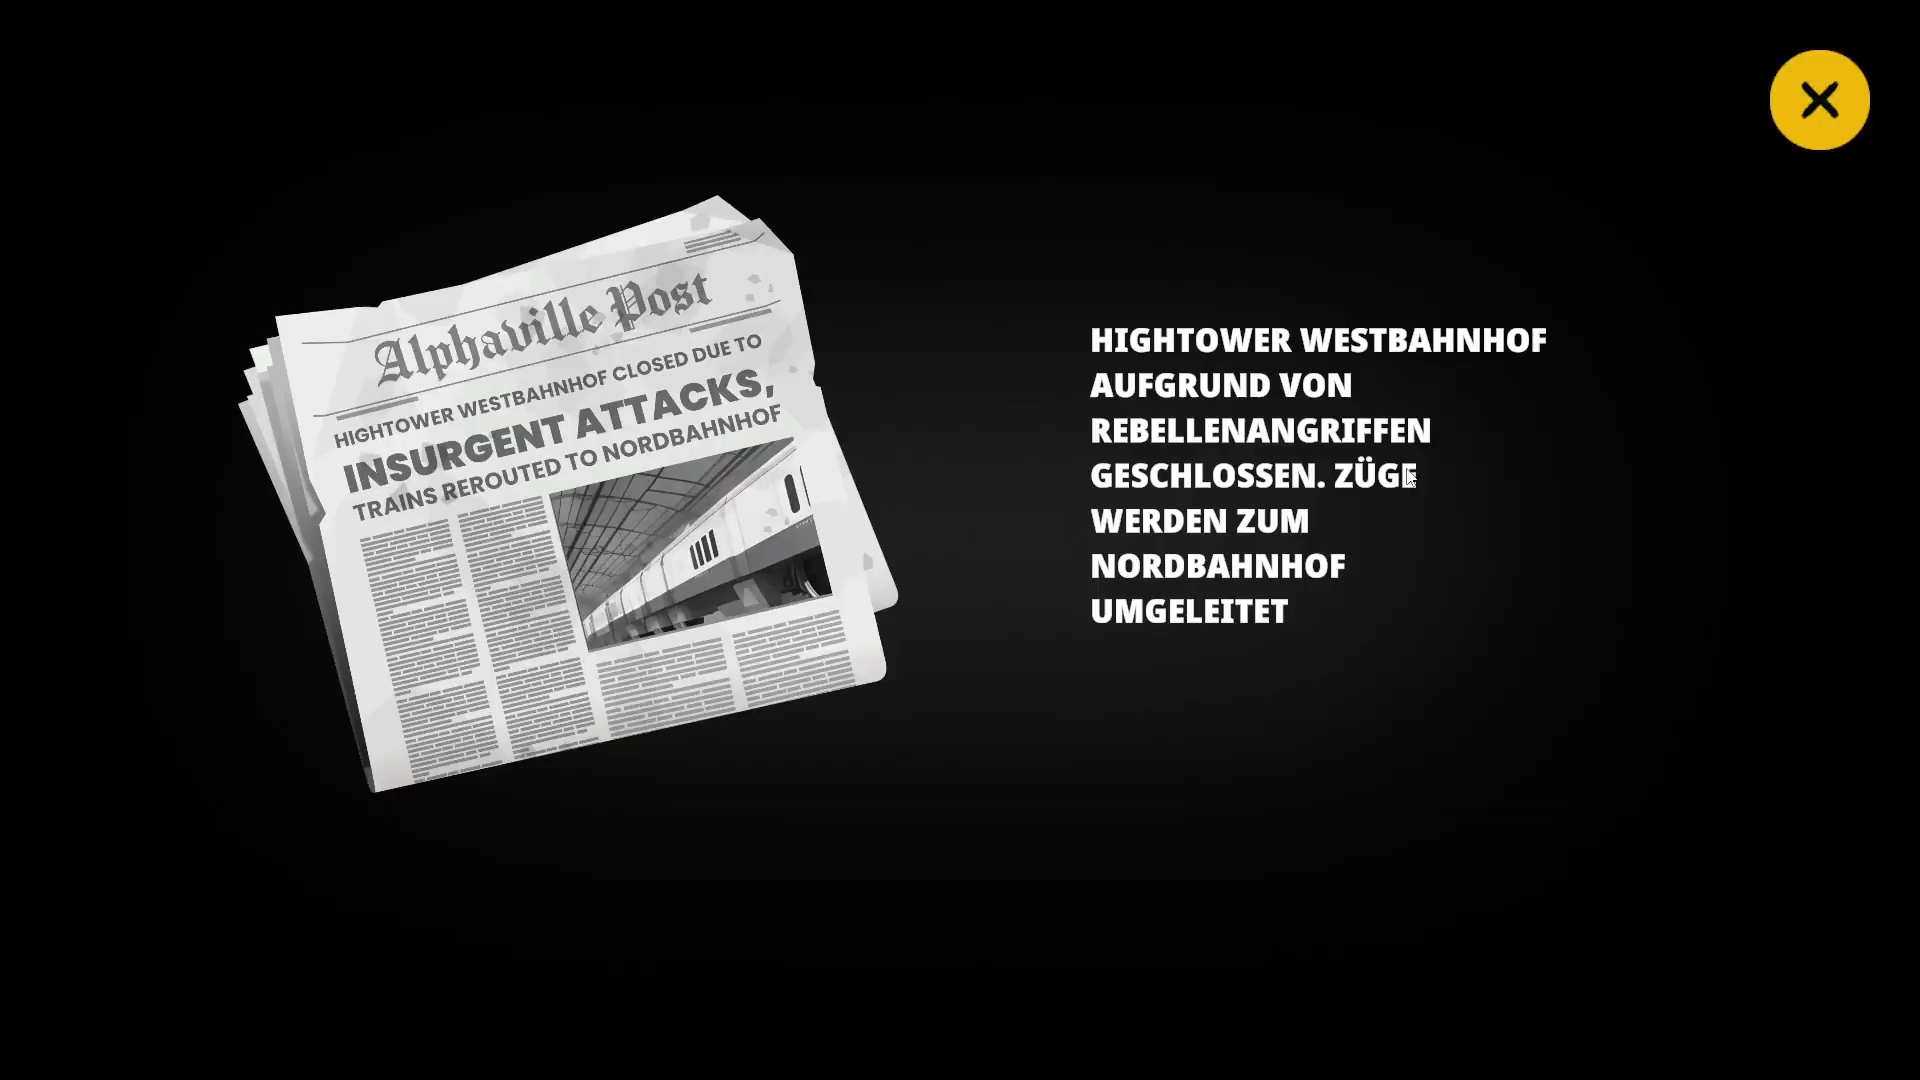 Alphaville Post
HIGHTOWER WESTBAHNHOF CLOSED DUE TO
INSURGENT ATTACKS,
TRAINS REROUTED TO NORDBAHNHOF
HIGHTOWER WESTBAHNHOF
AUFGRUND VON
REBELLENANGRIFFEN
GESCHLOSSEN. ZÜGE
WERDEN ZUM
NORDBAHNHOF
UMGELEITET